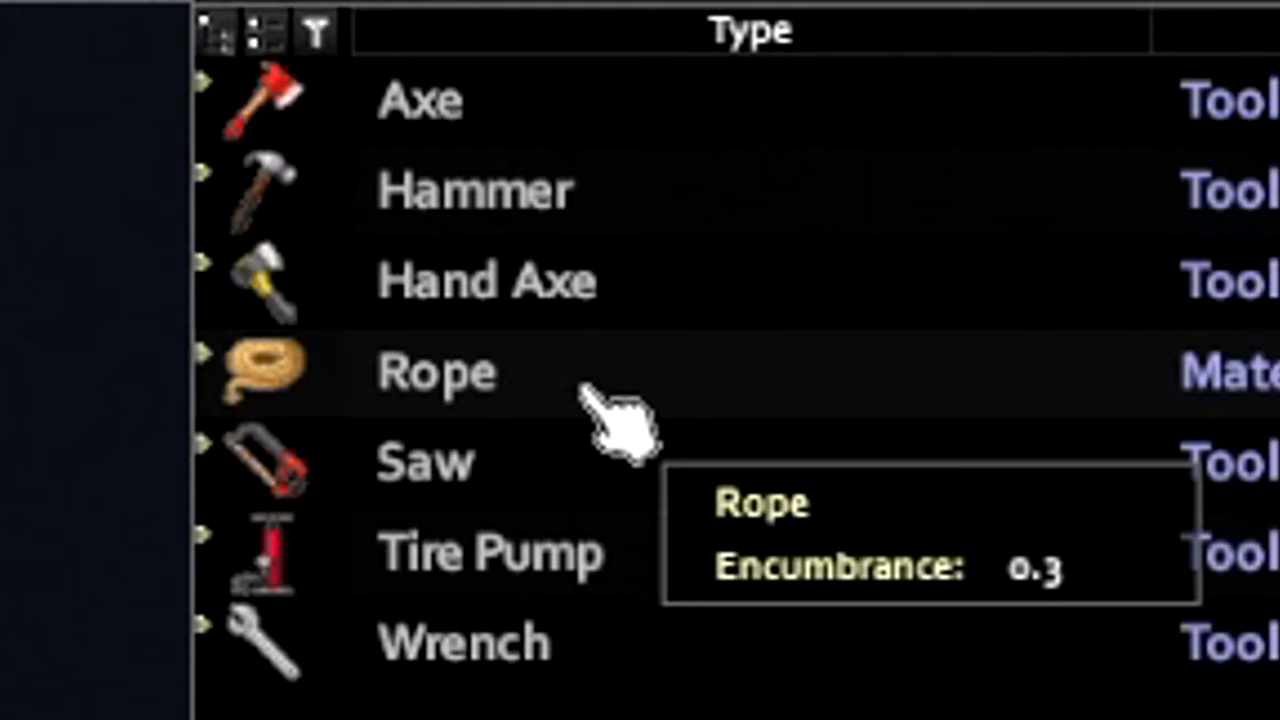 Type
Axe Tool
Hammer Tool
Hand Axe Tool
Rope Mate
Saw Tool
Rope
Tire Pump Tool
Encumbrance: 0.3
Wrench Tool